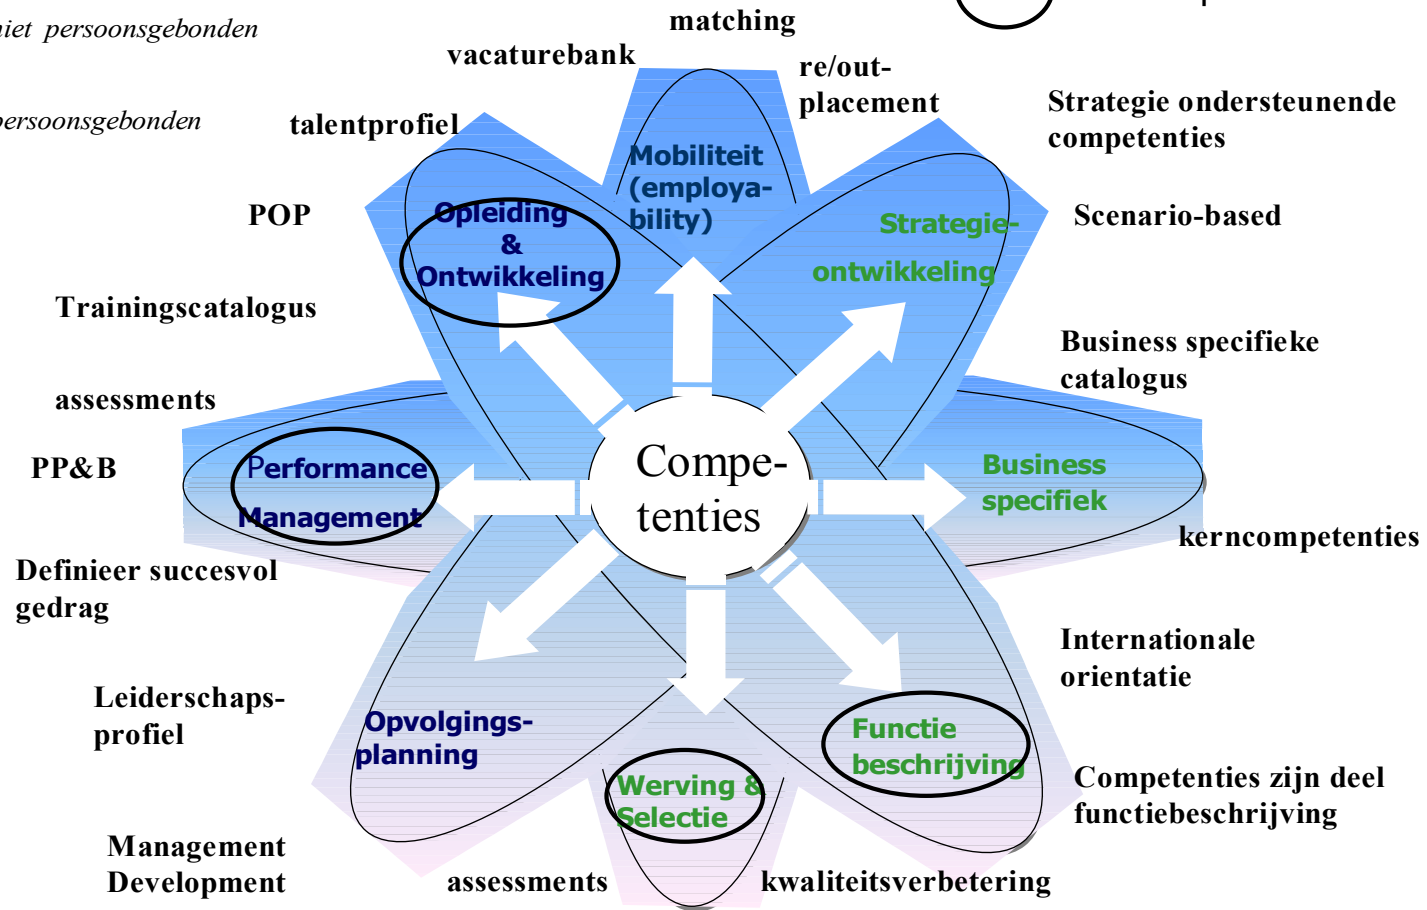 niet persoonsgebonden
persoonsgebonden
matching
vacaturebank
re/out-
placement
talentprofiel
Strategie ondersteunende
competenties
Mobiliteit
(employa-
bility)
POP
Opleiding
&
Ontwikkeling
Strategie-
ontwikkeling
Scenario-based
Trainingscatalogus
Business specifieke
catalogus
assessments
PP&B
Performance
Management
Compe-
tenties
Business
specifiek
kerncompetenties
Definieer succesvol
gedrag
Internationale
orientatie
Leiderschaps-
profiel
Opvolgings-
planning
Functie
beschrijving
Werving &
Selectie
Competenties zijn deel
functiebeschrijving
Management
Development
assessments
kwaliteitsverbetering